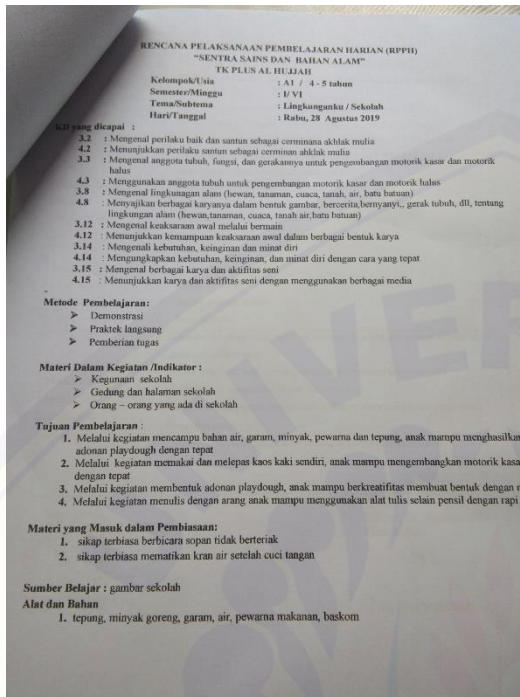 RENCANA PELAKSANAAN PEMBELAJARAN HARIAN (RPPH)
"SENTRA SAINS DAN BAHAN ALAM"
TK PLUS AL HUJJAH
Kelompok/Usia : A1 / 4 - 5 tahun
Semester/Minggu : I/ VI
Tema/Subtema : Lingkunganku / Sekolah
Hari/Tanggal : Rabu, 28 Agustus 2019
KD yang dicapai :
3.2 : Mengenal perilaku baik dan santun sebagai cerminana akhlak mulia
4.2 : Menunjukkan perilaku santun sebagai cerminan ahklak mulia
3.3 : Mengenal anggota tubuh, fungsi, dan gerakannya untuk pengembangan motorik kasar dan motorik
halus
4.3 : Menggunakan anggota tubuh untuk pengembangan motorik kasar dan motorik halus
3.8 : Mengenal lingkunagan alam (hewan, tanaman, cuaca, tanah, air, batu batuan)
4.8 : Menyajikan berbagai karyanya dalam bentuk gambar, bercerita,bernyanyi,, gerak tubuh, dll, tentang
lingkungan alam (hewan,tanaman, cuaca, tanah air,batu batuan)
3.12 : Mengenal keaksaraan awal melalui bermain
4.12 : Menunjukkan kemampuan keaksaraan awal dalam berbagai bentuk karya
3.14 : Mengenali kebutuhan, keinginan dan minat diri
4.14 : Mengungkapkan kebutuhan, keinginan, dan minat diri dengan cara yang tepat
3.15 : Mengenal berbagai karya dan aktifitas seni
4.15 : Menunjukkan karya dan aktifitas seni dengan menggunakan berbagai media
Metode Pembelajaran:
➤ Demonstrasi
➤ Praktek langsung
➤ Pemberian tugas
Materi Dalam Kegiatan /Indikator :
➤ Kegunaan sekolah
➤ Gedung dan halaman sekolah
➤ Orang – orang yang ada di sekolah
Tujuan Pembelajaran :
1. Melalui kegiatan mencampu bahan air, garam, minyak, pewarna dan tepung, anak mampu menghasilkan
adonan playdough dengan tepat
2. Melalui kegiatan memakai dan melepas kaos kaki sendiri, anak mampu mengembangkan motorik kasa
dengan tepat
3. Melalui kegiatan membentuk adonan playdough, anak mampu berkreatifitas membuat bentuk dengan
4. Melalui kegiatan menulis dengan arang anak mampu menggunakan alat tulis selain pensil dengan rapi
Materi yang Masuk dalam Pembiasaan:
1. sikap terbiasa berbicara sopan tidak berteriak
2. sikap terbiasa mematikan kran air setelah cuci tangan
Sumber Belajar : gambar sekolah
Alat dan Bahan
1. tepung, minyak goreng, garam, air, pewarna makanan, baskom